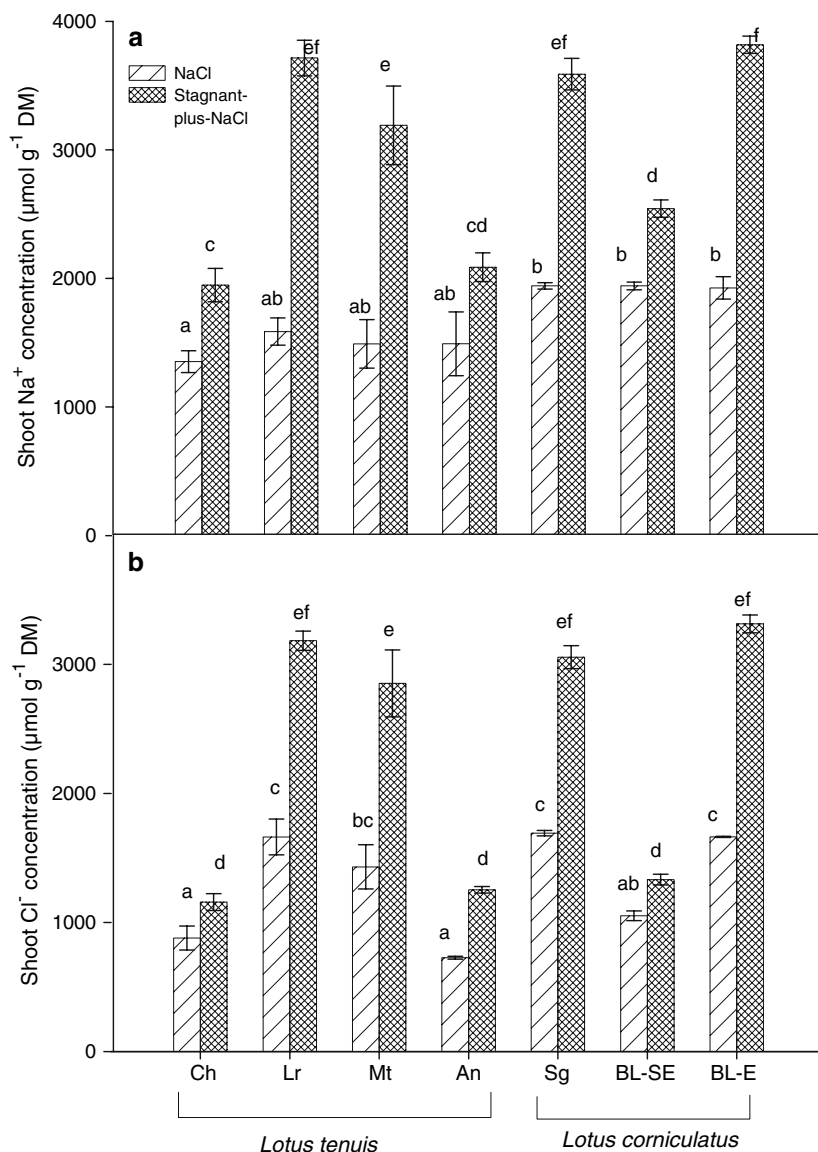 a
NaCl
Stagnant-
plus-NaCl
Shoot Na⁺ concentration (µmol g⁻¹ DM)
4000
3000
2000
1000
0
a
c
ab
ef
ab
e
ab
cd
b
ef
b
d
b
f
b
Shoot Cl⁻ concentration (µmol g⁻¹ DM)
3000
2000
1000
0
a
d
c
ef
bc
e
a
d
c
ef
ab
d
c
ef
Ch Lr Mt An Sg BL-SE BL-E
Lotus tenuis Lotus corniculatus